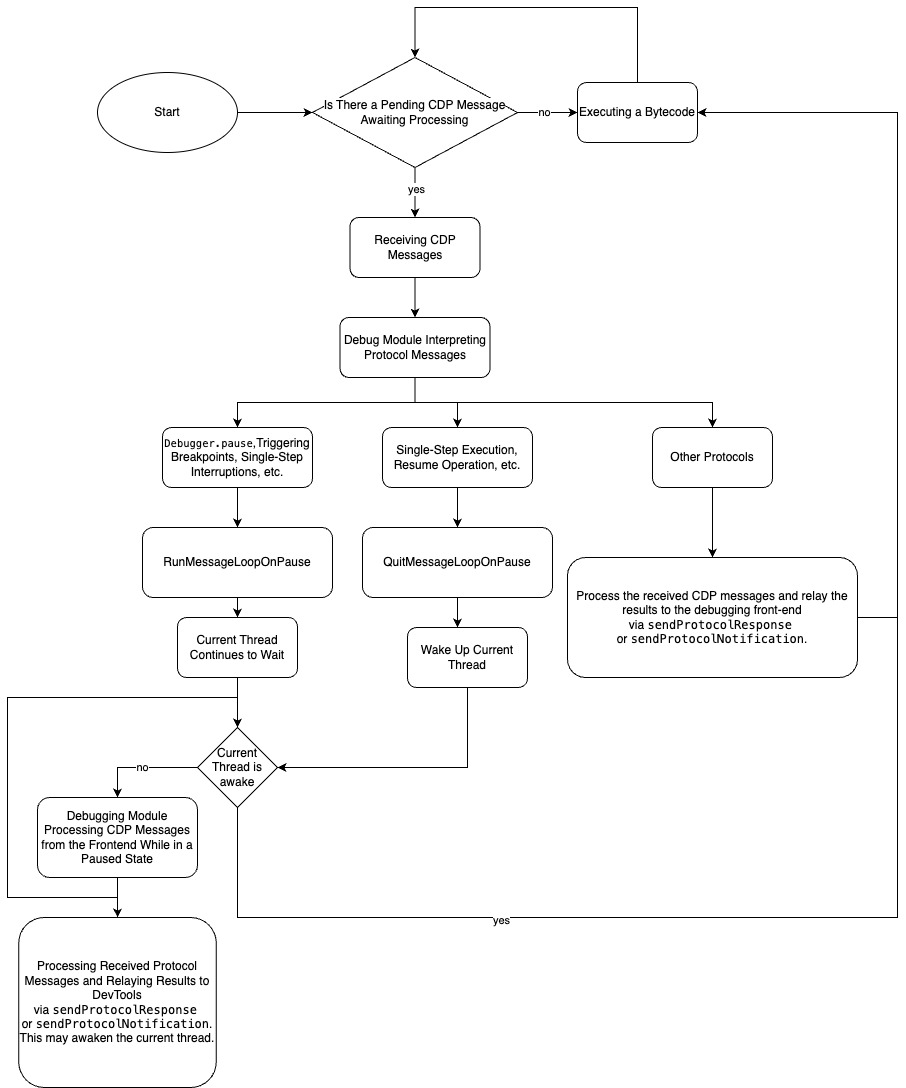 Start
Is There a Pending CDP Message
Awaiting Processing
no
Executing a Bytecode
yes
Receiving CDP
Messages
Debug Module Interpreting
Protocol Messages
Debugger.pause,Triggering
Breakpoints, Single-Step
Interruptions, etc.
Single-Step Execution,
Resume Operation, etc.
Other Protocols
RunMessageLoopOnPause
QuitMessageLoopOnPause
Process the received CDP messages and relay the
results to the debugging front-end
via sendProtocolResponse
or sendProtocolNotification.
Current Thread
Continues to Wait
Wake Up Current
Thread
Current
Thread is
awake
no
Debugging Module
Processing CDP Messages
from the Frontend While in a
Paused State
yes
Processing Received Protocol
Messages and Relaying Results to
DevTools
via sendProtocolResponse
or sendProtocolNotification.
This may awaken the current thread.